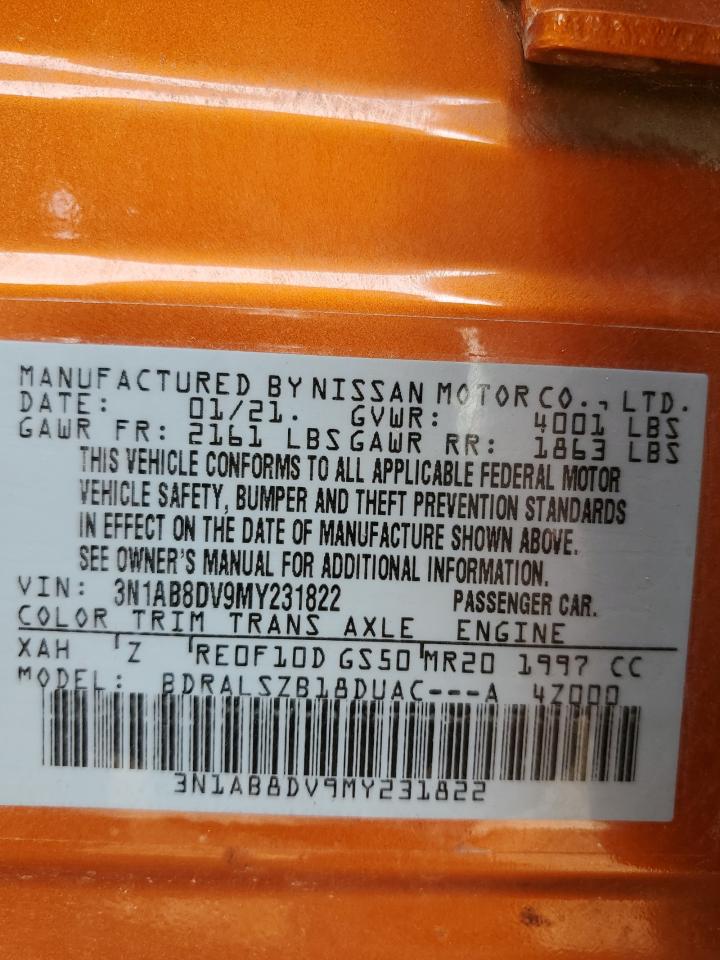 MANUFACTURED BY NISSAN MOTOR CO., LTD.
DATE: 01/21. GVWR: 4001 LBS
GAWR FR: 2161 LBS GAWR RR: 1863 LBS
THIS VEHICLE CONFORMS TO ALL APPLICABLE FEDERAL MOTOR
VEHICLE SAFETY, BUMPER AND THEFT PREVENTION STANDARDS
IN EFFECT ON THE DATE OF MANUFACTURE SHOWN ABOVE.
SEE OWNER'S MANUAL FOR ADDITIONAL INFORMATION.
VIN: 3N1AB8DV9MY231822 PASSENGER CAR.
COLOR TRIM TRANS AXLE ENGINE
XAH Z RE0F10D GS50 MR20 1997 CC
MODEL: BDRALSZB18DUAC---A 4Z000
3N1AB8DV9MY231822